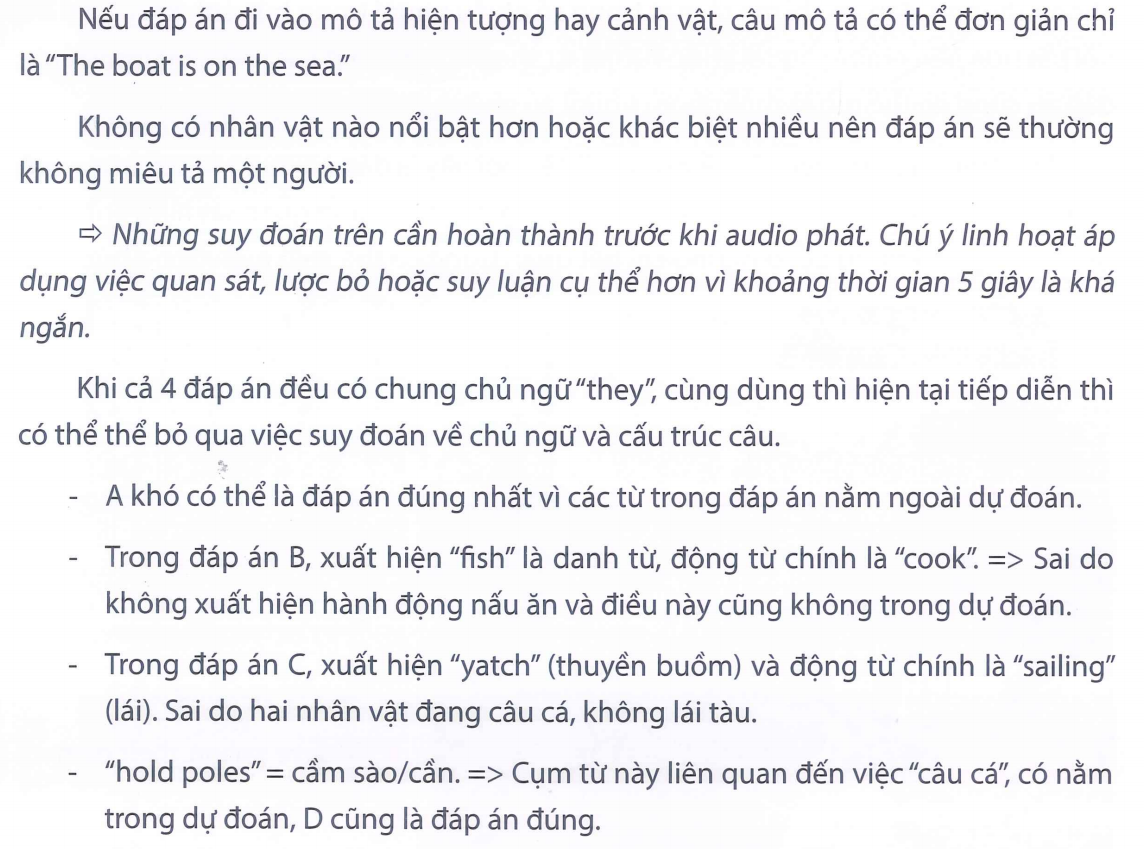 Nếu đáp án đi vào mô tả hiện tượng hay cảnh vật, câu mô tả có thể đơn giản chỉ
là “The boat is on the sea.”
Không có nhân vật nào nổi bật hơn hoặc khác biệt nhiều nên đáp án sẽ thường
không miêu tả một người.
⇨ Những suy đoán trên cần hoàn thành trước khi audio phát. Chú ý linh hoạt áp
dụng việc quan sát, lược bỏ hoặc suy luận cụ thể hơn vì khoảng thời gian 5 giây là khá
ngắn.
Khi cả 4 đáp án đều có chung chủ ngữ “they”, cùng dùng thì hiện tại tiếp diễn thì
có thể thể bỏ qua việc suy đoán về chủ ngữ và cấu trúc câu.
- A khó có thể là đáp án đúng nhất vì các từ trong đáp án nằm ngoài dự đoán.
- Trong đáp án B, xuất hiện “fish” là danh từ, động từ chính là “cook”. => Sai do
không xuất hiện hành động nấu ăn và điều này cũng không trong dự đoán.
- Trong đáp án C, xuất hiện “yatch” (thuyền buồm) và động từ chính là “sailing”
(lái). Sai do hai nhân vật đang câu cá, không lái tàu.
- “hold poles” = cầm sào/cần. => Cụm từ này liên quan đến việc “câu cá”, có nằm
trong dự đoán, D cũng là đáp án đúng.